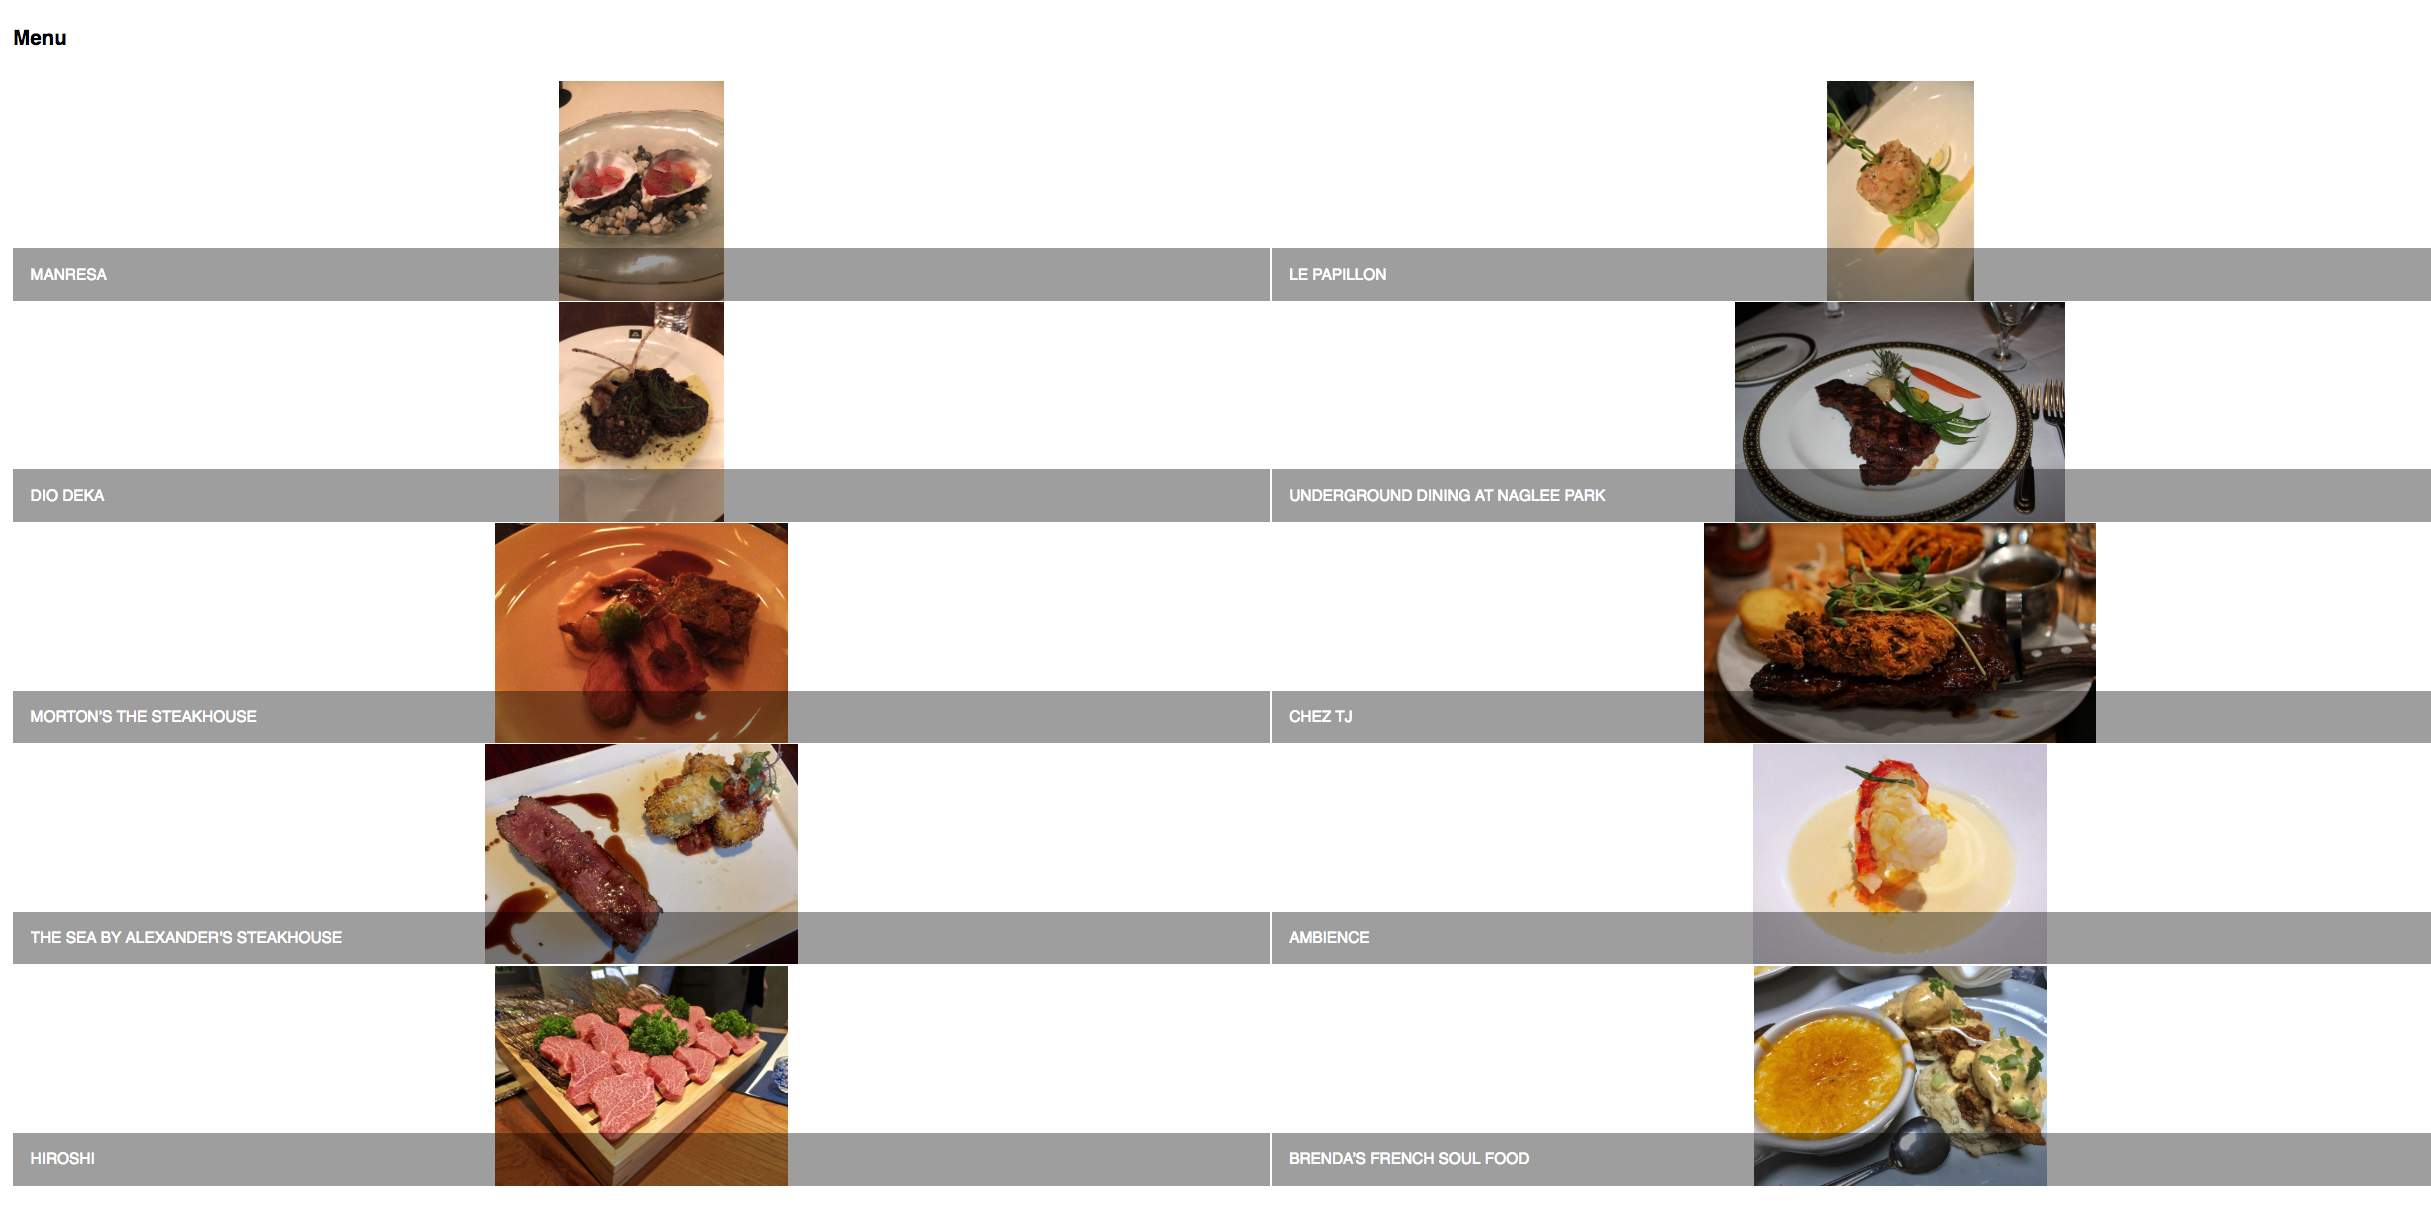 Menu
MANRESA
LE PAPILLON
DIO DEKA
UNDERGROUND DINING AT NAGLEE PARK
MORTON'S THE STEAKHOUSE
CHEZ TJ
THE SEA BY ALEXANDER'S STEAKHOUSE
AMBIENCE
HIROSHI
BRENDA'S FRENCH SOUL FOOD